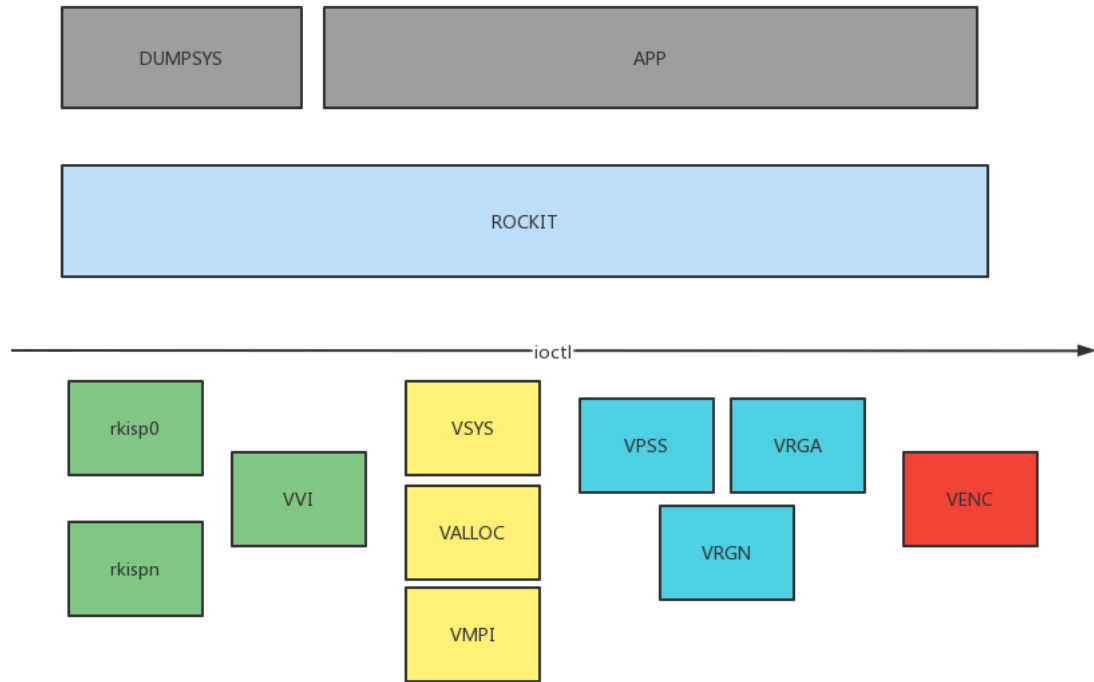 DUMPSYS
APP
ROCKIT
ioctl
rkisp0
VSYS
VPSS
VRGA
VVI
VENC
rkispn
VALLOC
VRGN
VMPI